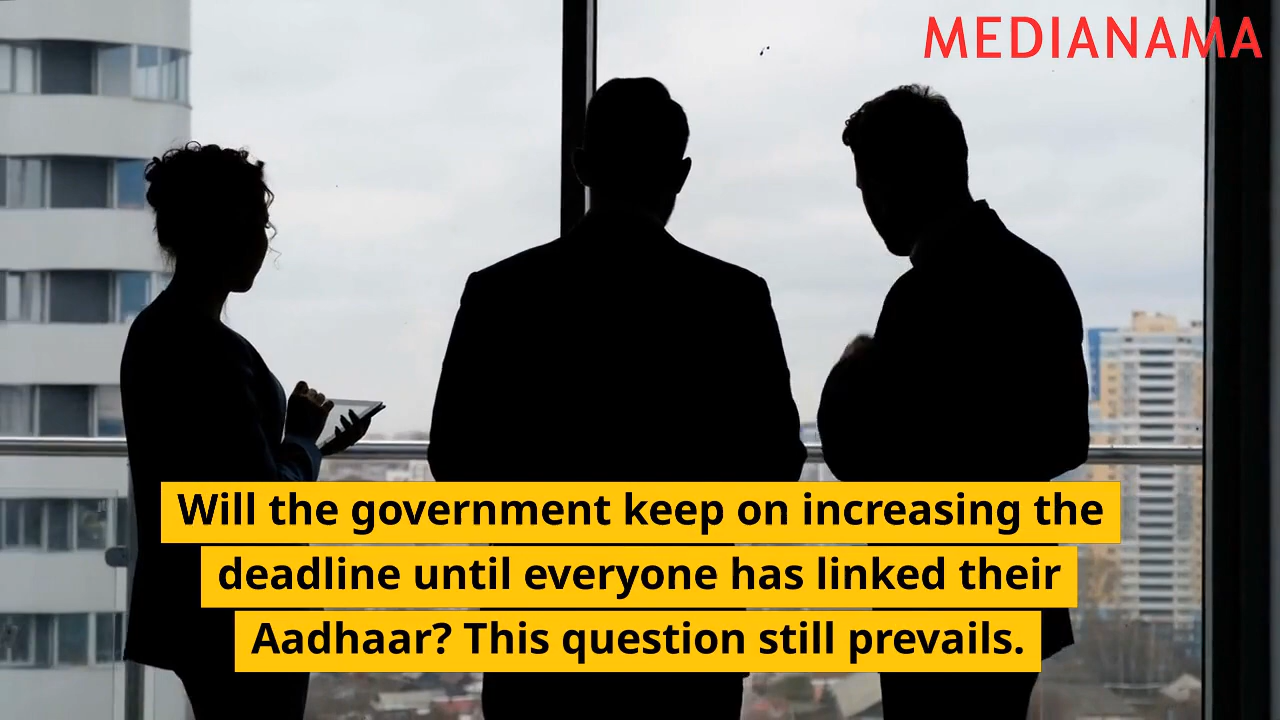 MEDIANAMA
Will the government keep on increasing the
deadline until everyone has linked their
Aadhaar? This question still prevails.